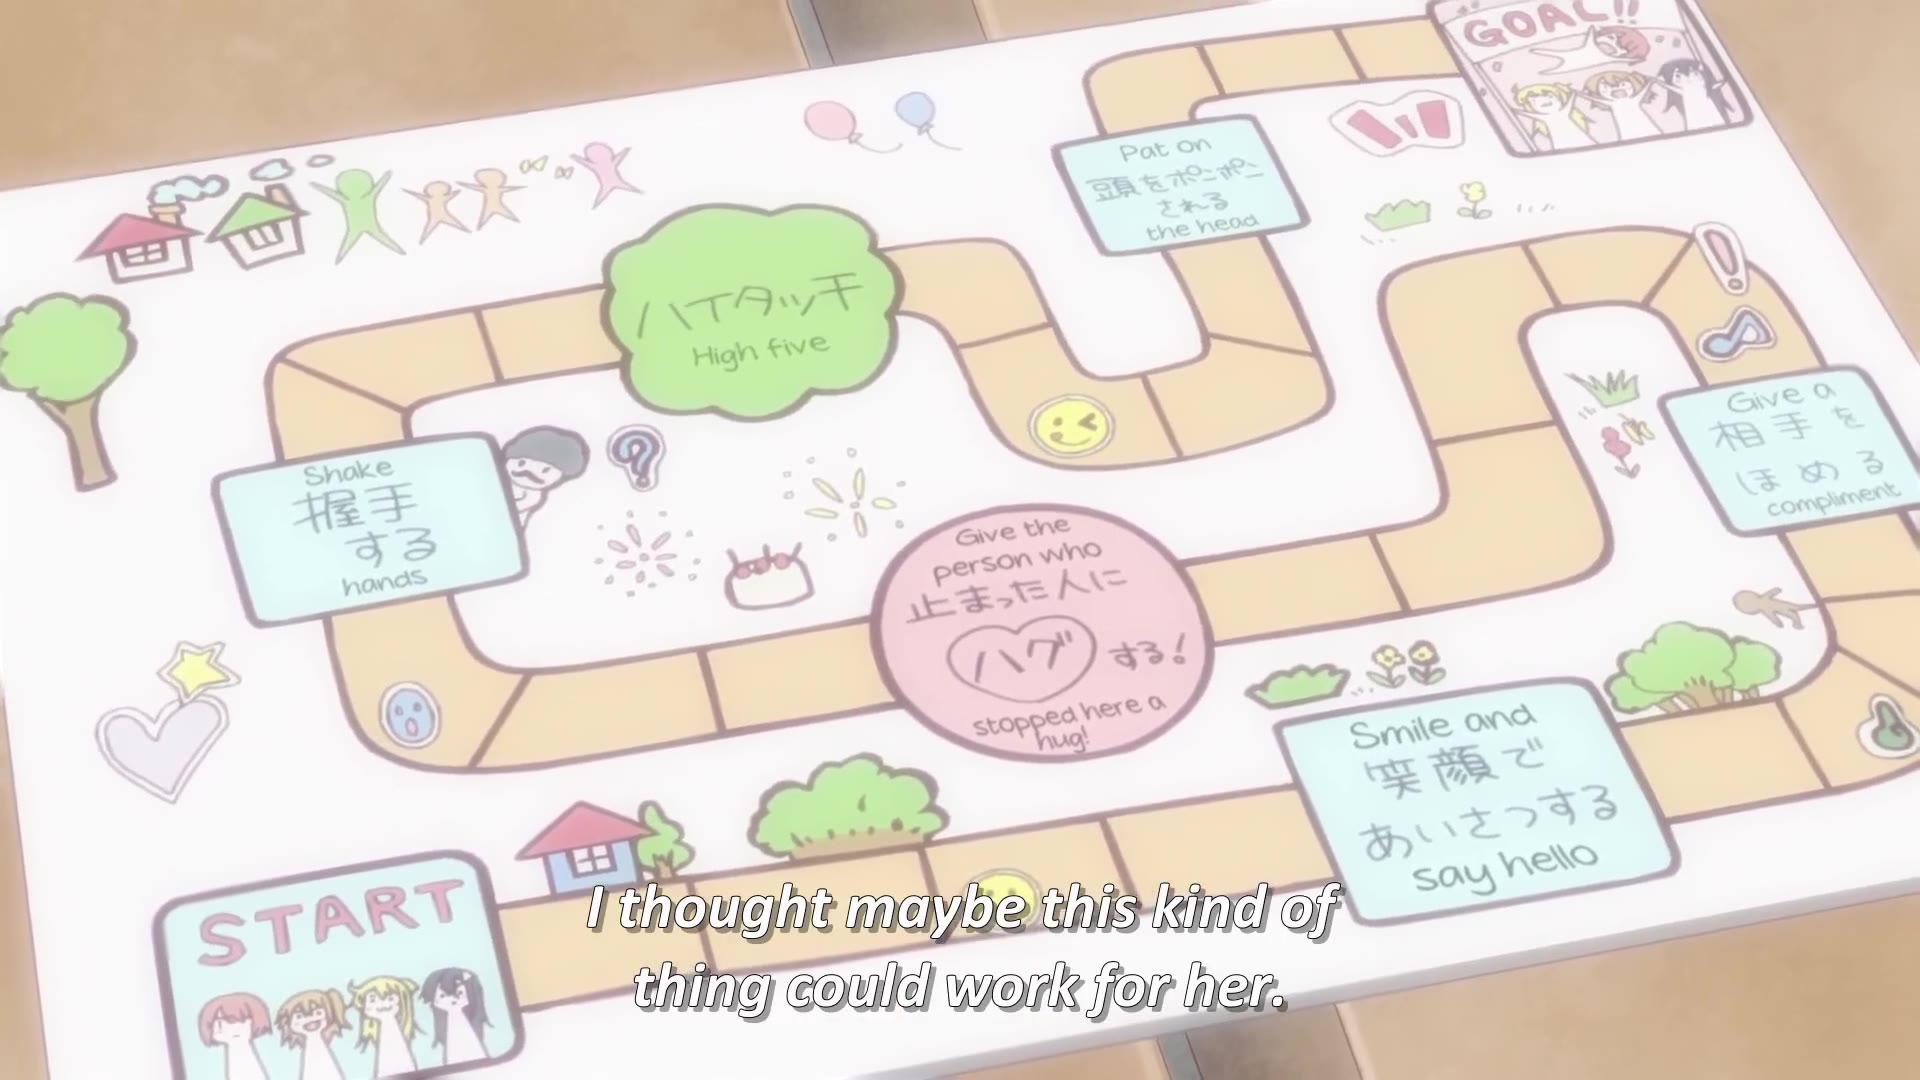 GOAL!!
Pat on
頭をポンポン
される
the head
ハイタッチ
High five
Give a
相手を
ほめる
compliment
Shake
握手
する
hands
Give the
person who
止まった人に
ハグする!
stopped here a
hug!
Smile and
笑顔で
あいさつする
say hello
START
I thought maybe this kind of
thing could work for her.